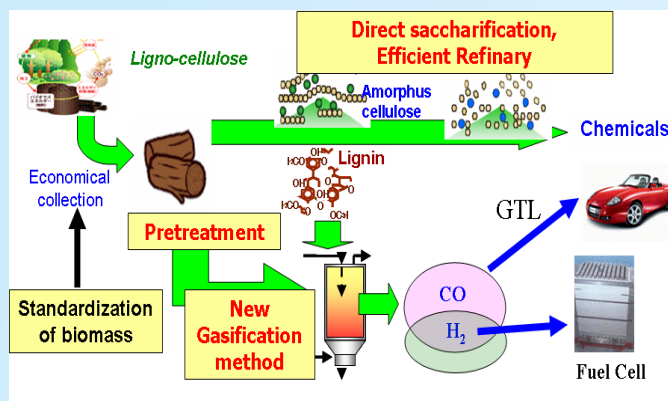 Direct saccharification,
Efficient Refinary
Ligno-cellulose
Amorphus
cellulose
Chemicals
Economical
collection
Lignin
GTL
Pretreatment
Standardization
of biomass
New
Gasification
method
CO
H₂
Fuel Cell